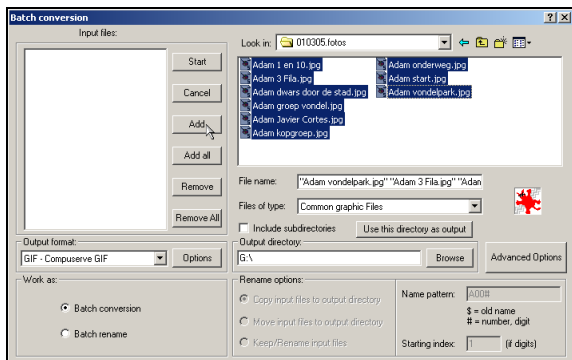 Batch conversion
Input files:
Start
Cancel
Add
Add all
Remove
Remove All
Look in: 010305.fotos
Adam 1 en 10.jpg
Adam 3 Fila.jpg
Adam dwars door de stad.jpg
Adam groep vondel.jpg
Adam Javier Cortes.jpg
Adam kopgroep.jpg
Adam onderweg.jpg
Adam start.jpg
Adam vondelpark.jpg
File name: "Adam vondelpark.jpg" "Adam 3 Fila.jpg" "Adan
Files of type: Common graphic Files
Include subdirectories Use this directory as output
Output format:
GIF - Compuserve GIF Options
Output directory:
G:\ Browse
Advanced Options
Work as:
Batch conversion
Batch rename
Rename options:
Copy input files to output directory
Move input files to output directory
Keep/Rename input files
Name pattern: A00#
$ = old name
# = number, digit
Starting index: 1 (if digits)